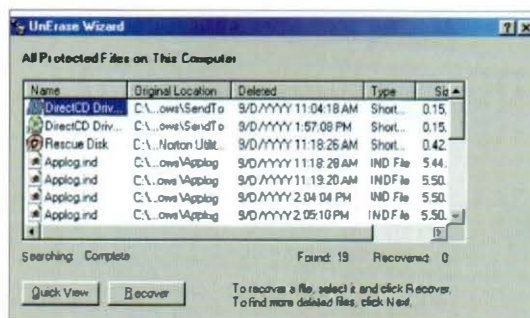 UnErase Wizard
All Protected Files on This Computer
Name Original Location Deleted Type Siz
DirectCD Driv... C:\...ows\SendTo 9/D/YYYY 11:04:18 AM Short... 0.15.
DirectCD Driv... C:\...ows\SendTo 9/D/YYYY 1:57:08 PM Short... 0.15.
Rescue Disk C:\...Norton Utilit... 9/D/YYYY 11:18:26 AM Short... 0.42.
Applog.ind C:\...ows\Applog 9/D/YYYY 11:18:28 AM IND File 5.44.
Applog.ind C:\...ows\Applog 9/D/YYYY 11:19:20 AM IND File 5.50.
Applog.ind C:\...ows\Applog 9/D/YYYY 2:04:04 PM IND File 5.50.
Applog.ind C:\...ows\Applog 9/D/YYYY 2:05:10 PM IND File 5.50.
Searching: Complete Found: 19 Recovered: 0
Quick View Recover To recover a file, select it and click Recover.
To find more deleted files, click Next.